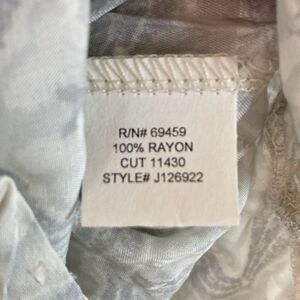 R/N# 69459
100% RAYON
CUT 11430
STYLE# J126922